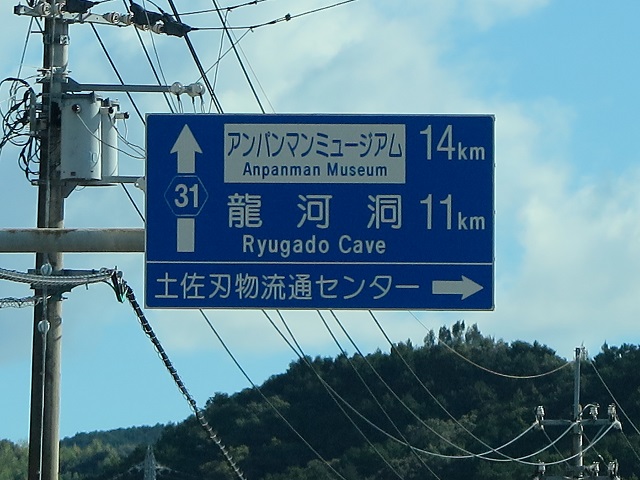 アンパンマンミュージアム 14km
Anpanman Museum
31
龍河洞 11km
Ryugado Cave
土佐刃物流通センター